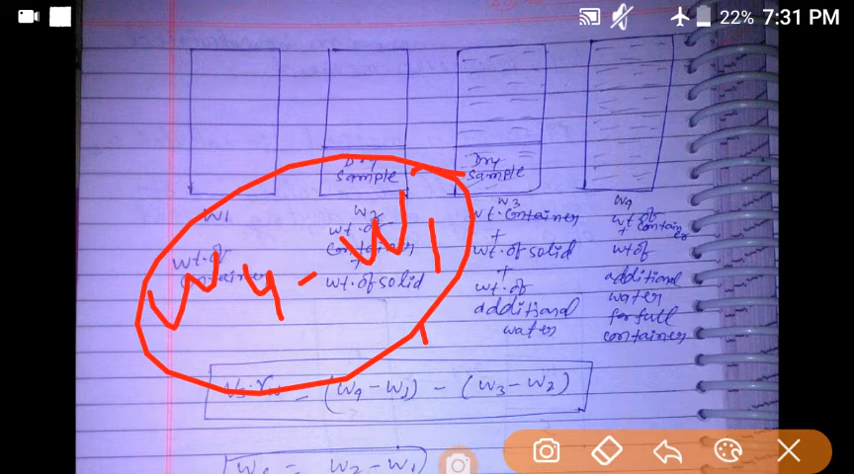 22% 7:31 PM
Dry
sample
Dry
sample
W1
wt. of
container
W2
wt. of
container
+
wt. of solid
W3
wt. container
+
wt. of solid
+
wt. of
additional
water
W4
wt of
+ container
wt of
additional
water
for full
container
W4 - W1
= (W4 - W1) - (W3 - W2)
= W2 - W1